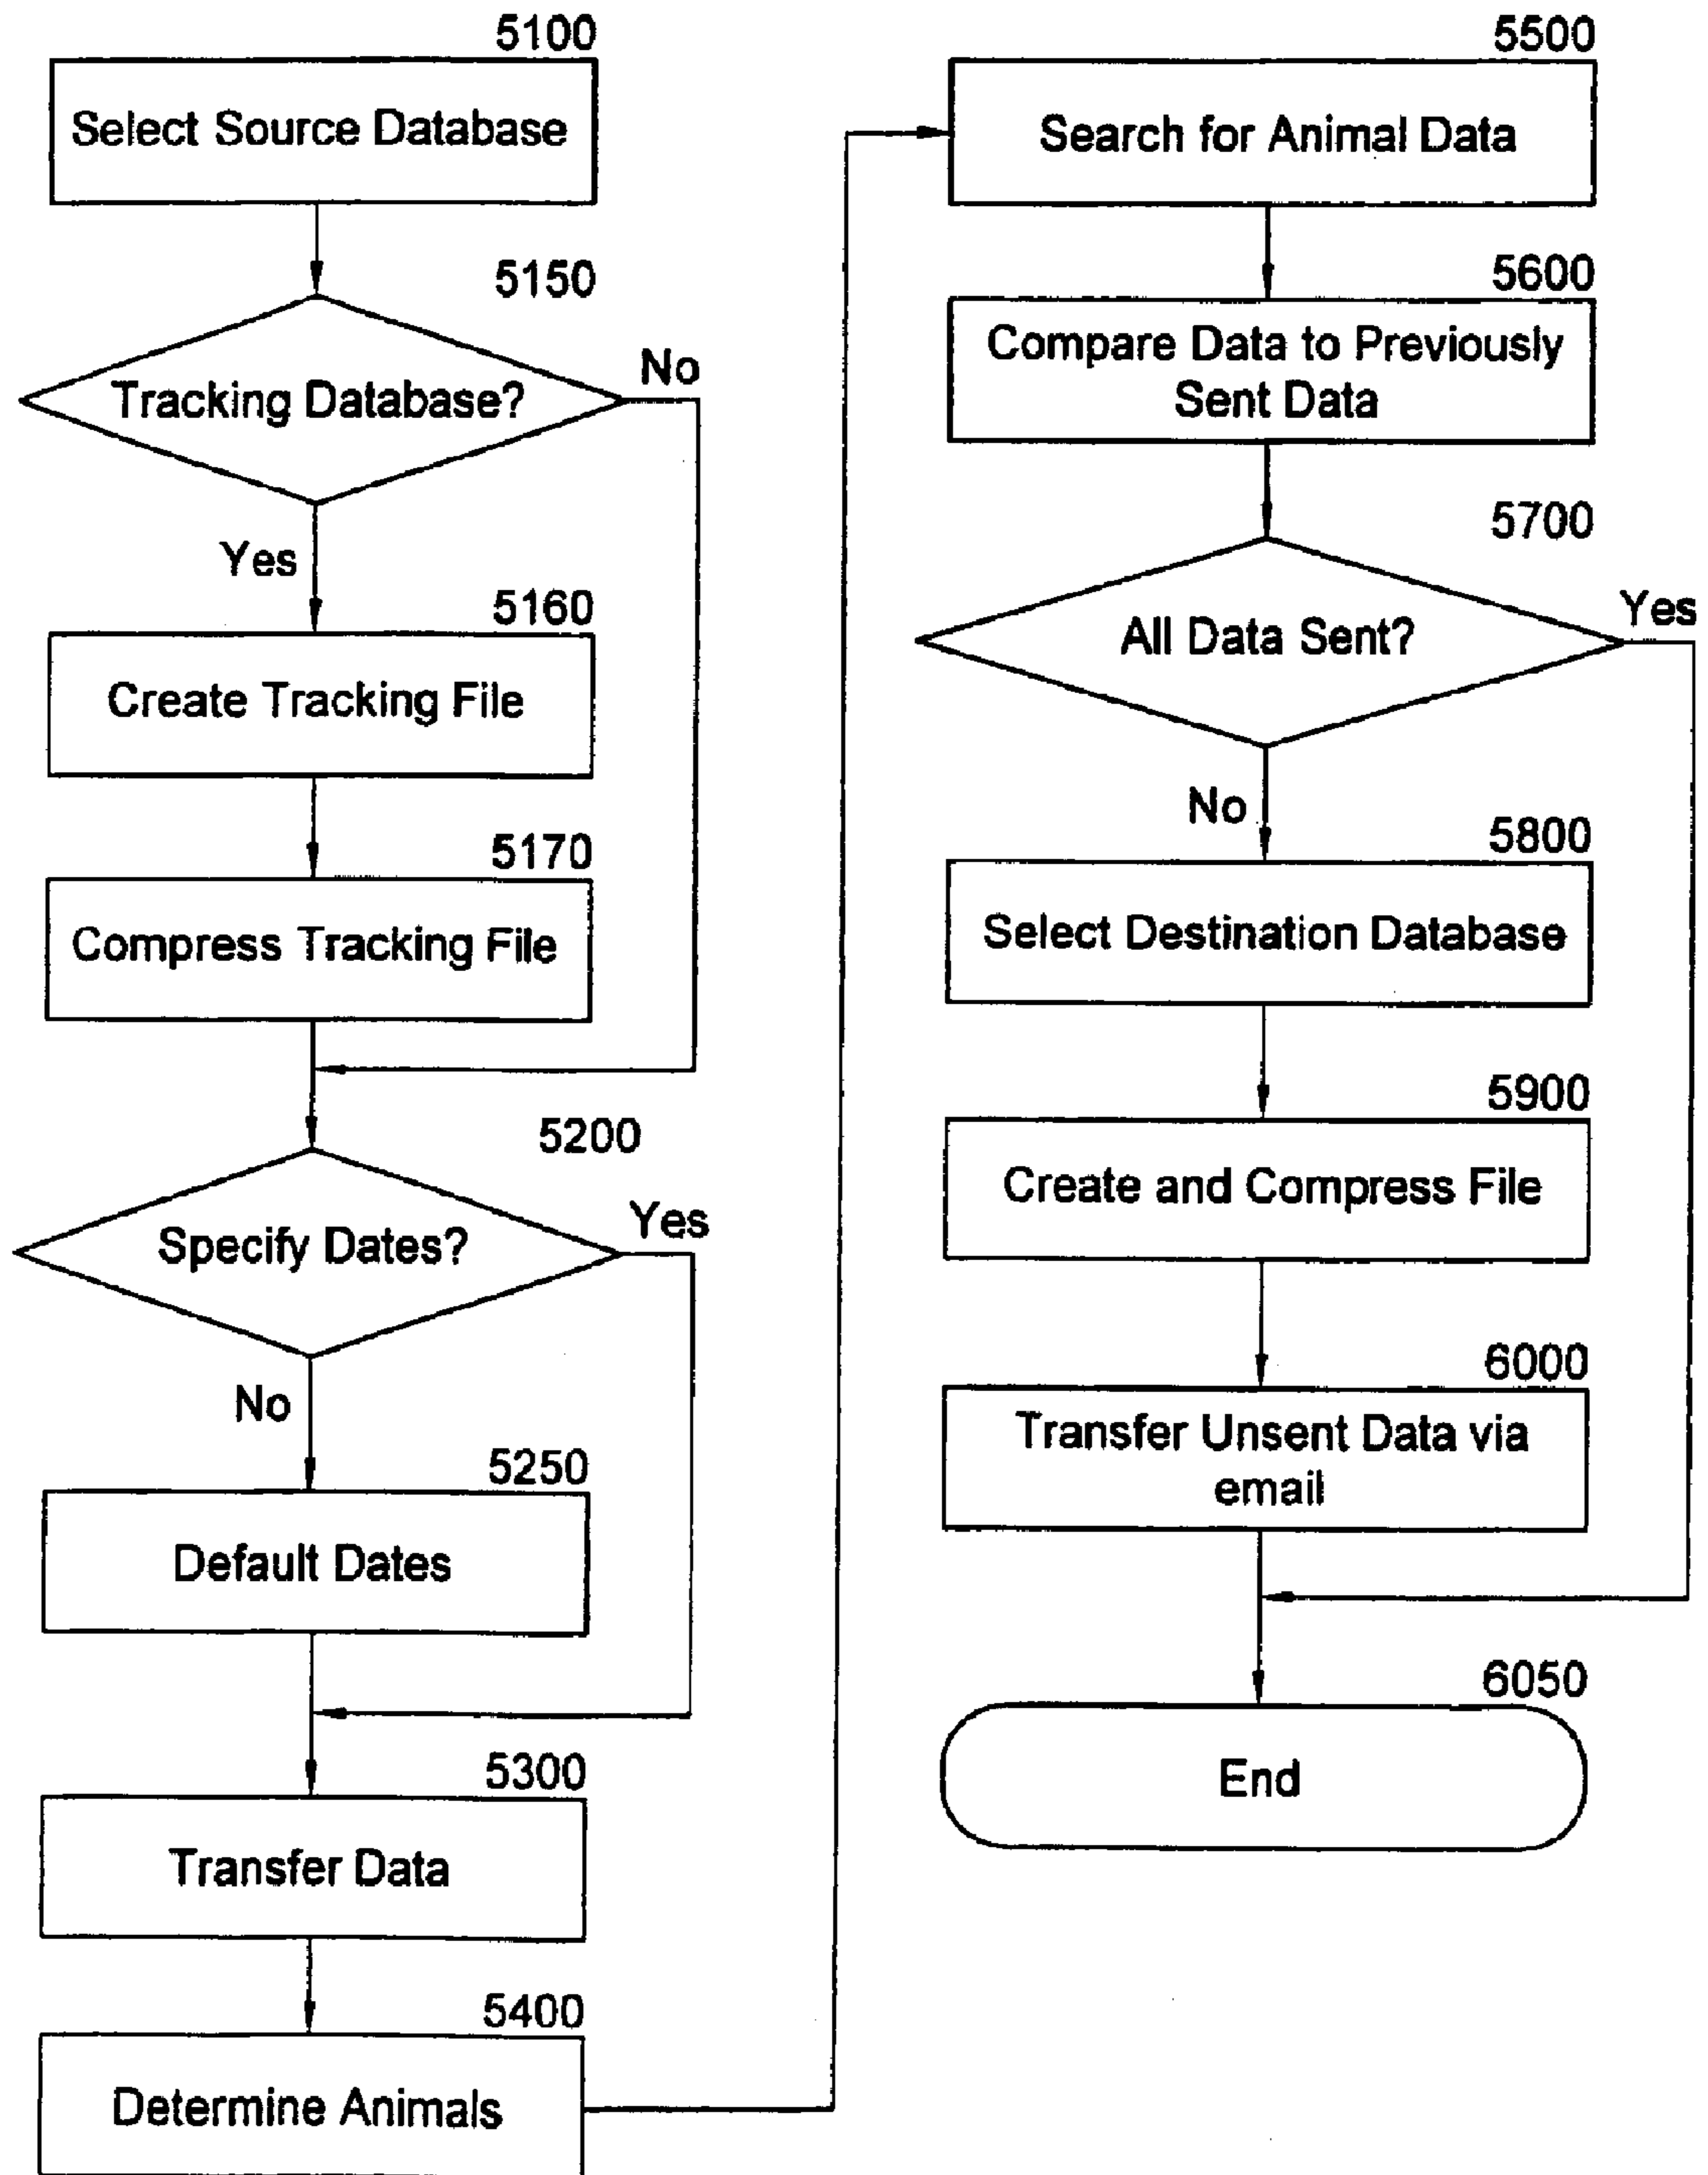 5100
Select Source Database
5150
Tracking Database?
No
Yes
5160
Create Tracking File
5170
Compress Tracking File
5200
Specify Dates?
Yes
No
5250
Default Dates
5300
Transfer Data
5400
Determine Animals
5500
Search for Animal Data
5600
Compare Data to Previously
Sent Data
5700
All Data Sent?
Yes
No
5800
Select Destination Database
5900
Create and Compress File
6000
Transfer Unsent Data via
email
6050
End